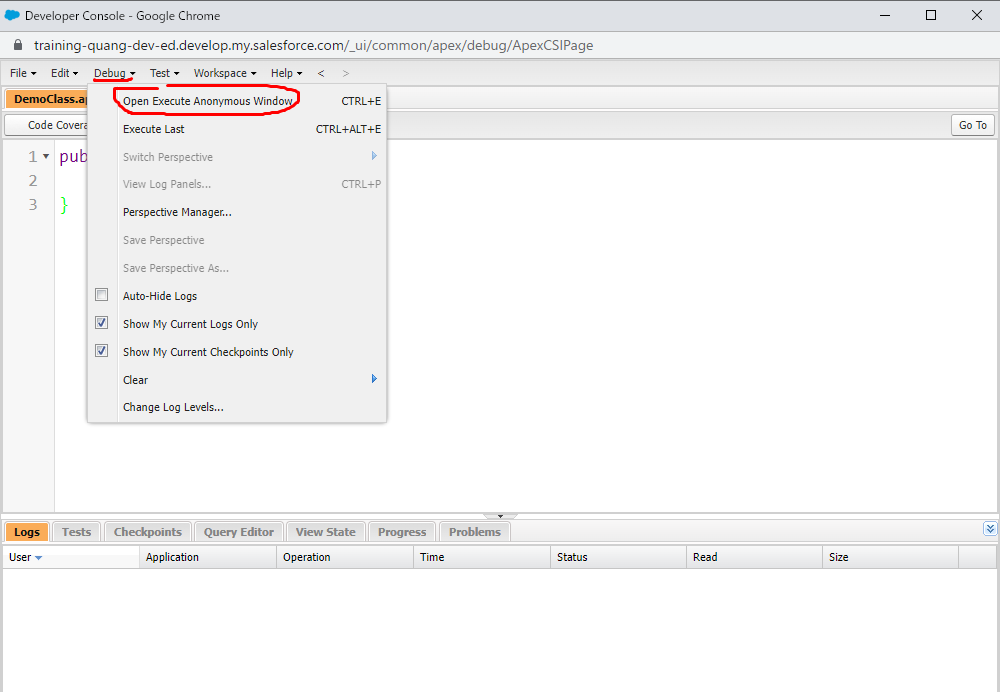 Developer Console - Google Chrome
training-quang-dev-ed.develop.my.salesforce.com/_ui/common/apex/debug/ApexCSIPage
File Edit Debug Test Workspace Help < >
DemoClass.ap
Open Execute Anonymous Window CTRL+E
Code Covera
Go To
Execute Last CTRL+ALT+E
1 pub
Switch Perspective
2
View Log Panels... CTRL+P
3 }
Perspective Manager...
Save Perspective
Save Perspective As...
Auto-Hide Logs
Show My Current Logs Only
Show My Current Checkpoints Only
Clear
Change Log Levels...
Logs Tests Checkpoints Query Editor View State Progress Problems
User Application Operation Time Status Read Size